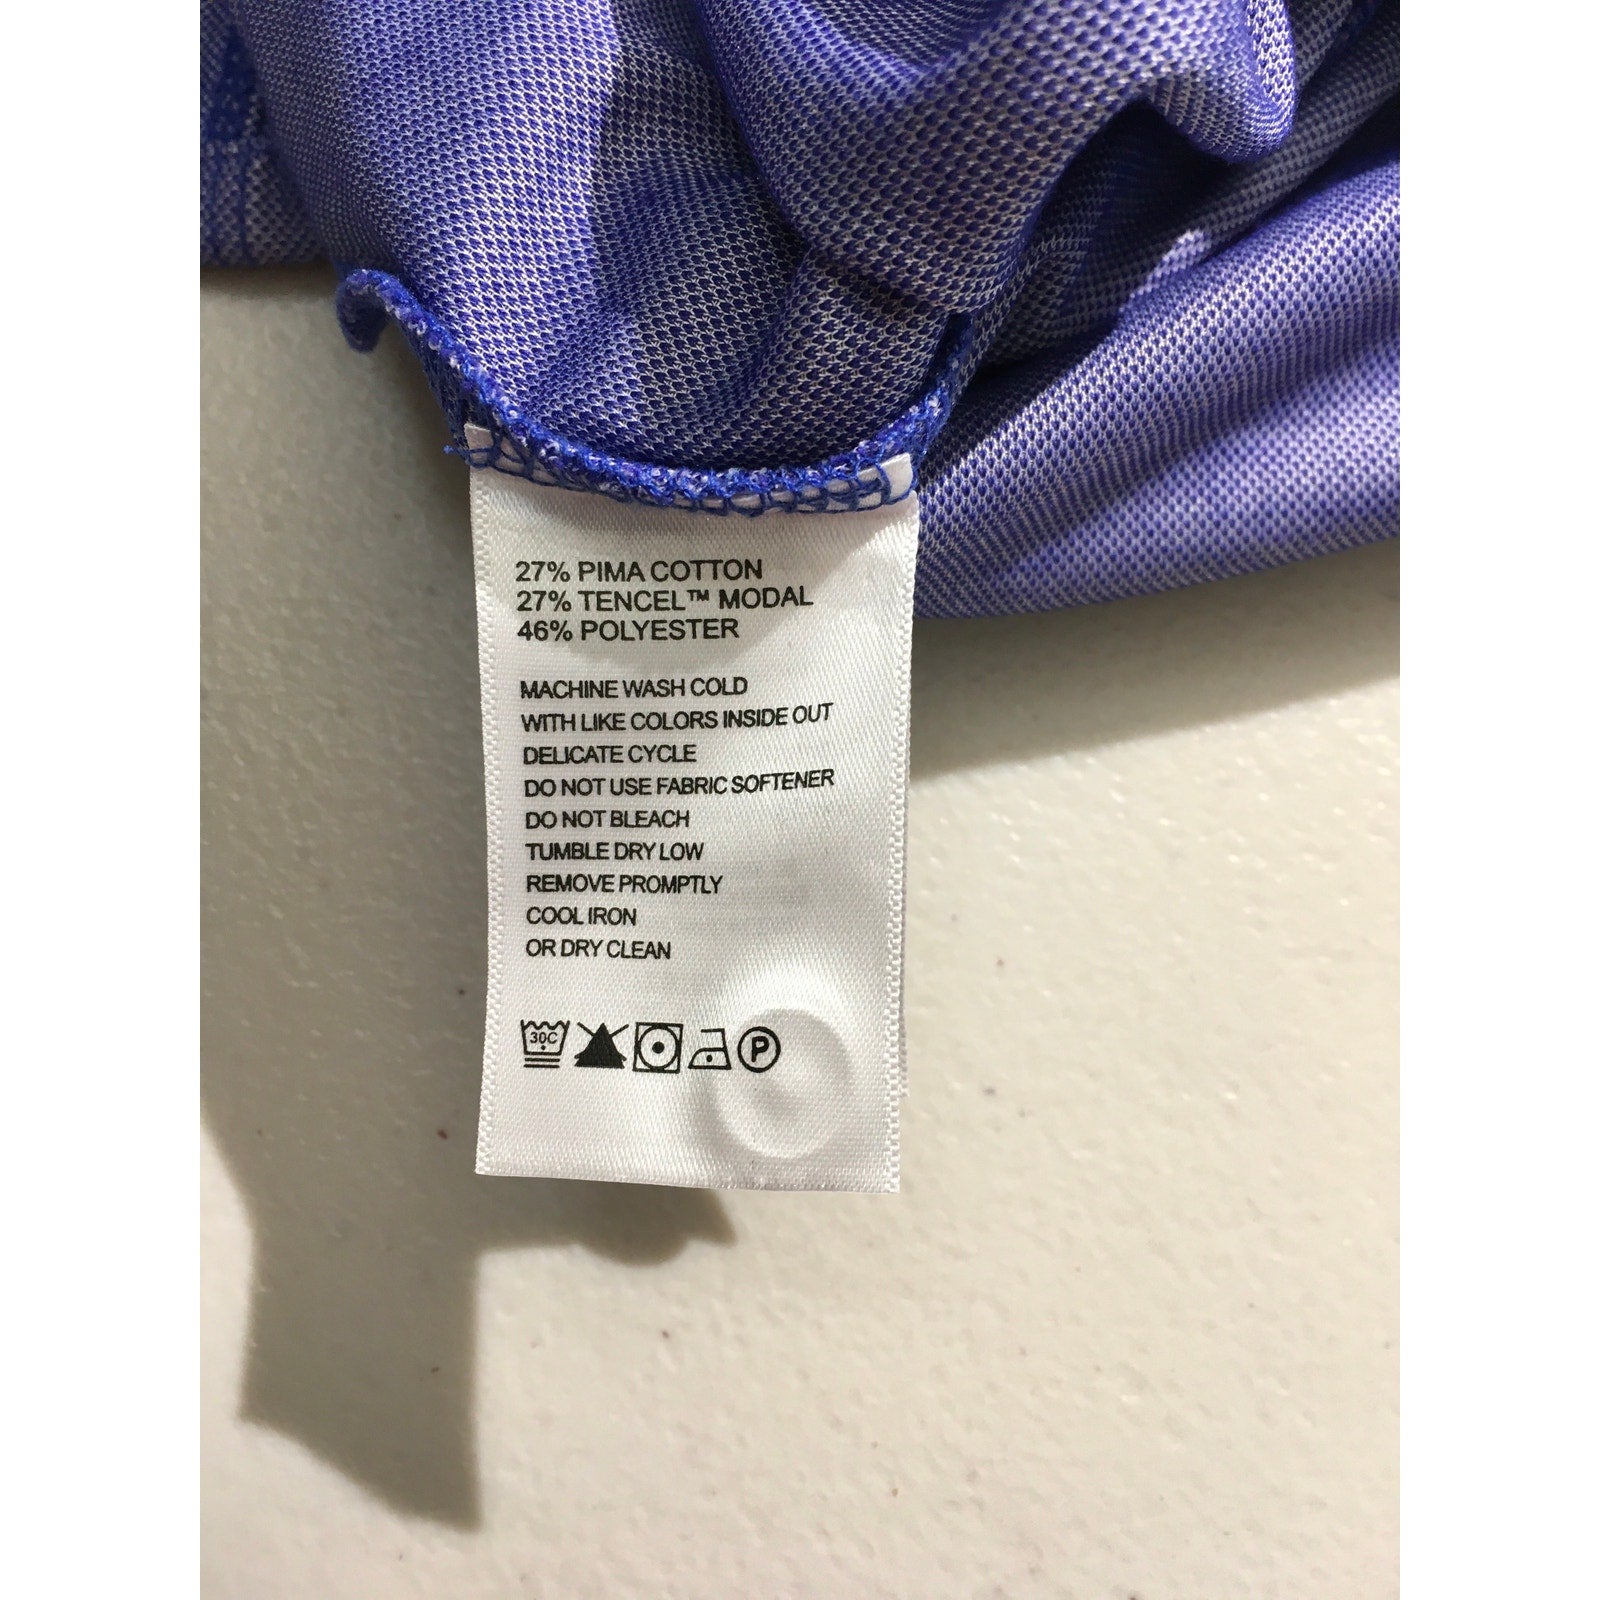 27% PIMA COTTON
27% TENCEL™ MODAL
46% POLYESTER
MACHINE WASH COLD
WITH LIKE COLORS INSIDE OUT
DELICATE CYCLE
DO NOT USE FABRIC SOFTENER
DO NOT BLEACH
TUMBLE DRY LOW
REMOVE PROMPTLY
COOL IRON
OR DRY CLEAN
30C P